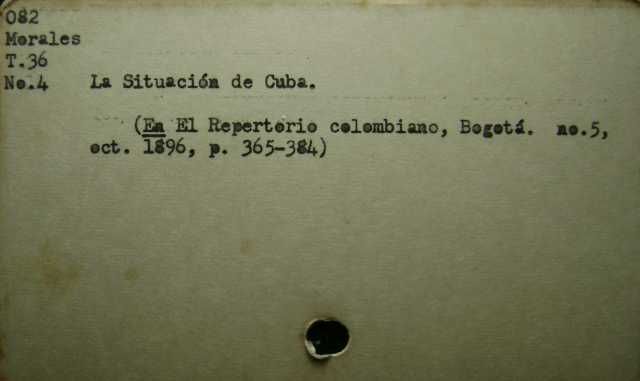 082
Morales
T.36
No.4 La Situación de Cuba.
(En El Repertorio colombiano, Bogotá. no.5,
oct. 1896, p. 365-384)